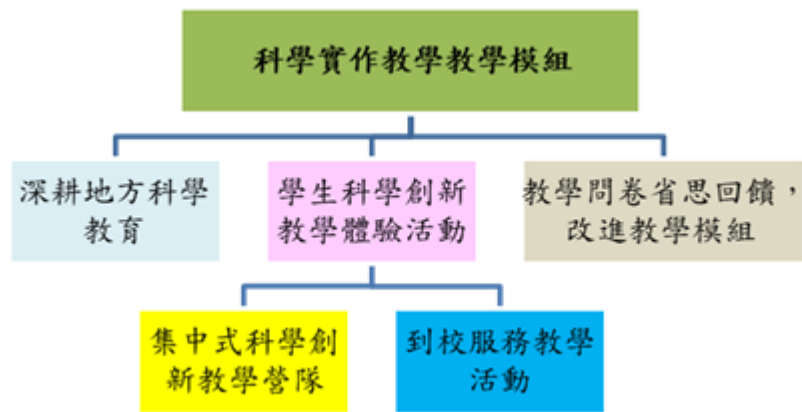 科學實作教學教學模組
深耕地方科學
教育
學生科學創新
教學體驗活動
教學問卷省思回饋，
改進教學模組
集中式科學創
新教學營隊
到校服務教學
活動